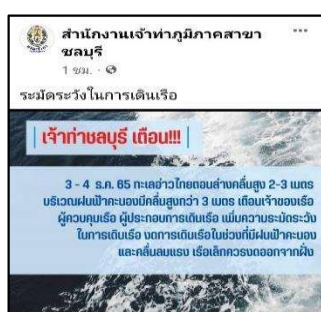 สำนักงานเจ้าท่าภูมิภาคสาขา
ชลบุรี
1 ชม.
ระมัดระวังในการเดินเรือ
เจ้าท่าชลบุรี เตือน!!!
3 - 4 ธ.ค. 65 ทะเลอ่าวไทยตอนล่างคลื่นสูง 2-3 เมตร
บริเวณฝนฟ้าคะนองมีคลื่นสูงกว่า 3 เมตร เตือนเจ้าของเรือ
ผู้ควบคุมเรือ ผู้ประกอบการเดินเรือ เพิ่มความระมัดระวัง
ในการเดินเรือ งดการเดินเรือในช่วงที่มีฝนฟ้าคะนอง
และคลื่นลมแรง เรือเล็กควรงดออกจากฝั่ง